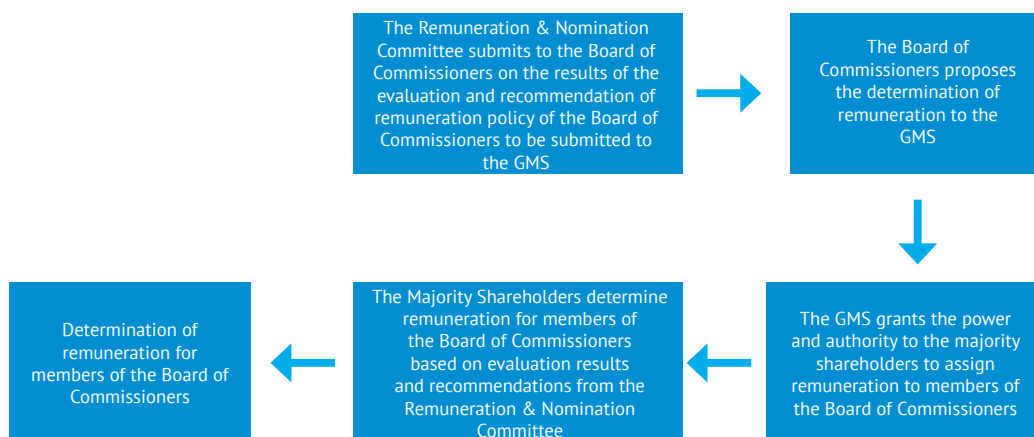 The Remuneration & Nomination
Committee submits to the Board of
Commissioners on the results of the
evaluation and recommendation of
remuneration policy of the Board of
Commissioners to be submitted to
the GMS
The Board of
Commissioners proposes
the determination of
remuneration to the
GMS
The GMS grants the power
and authority to the majority
shareholders to assign
remuneration to members of
the Board of Commissioners
The Majority Shareholders determine
remuneration for members of
the Board of Commissioners
based on evaluation results
and recommendations from the
Remuneration & Nomination
Committee
Determination of
remuneration for
members of the Board of
Commissioners